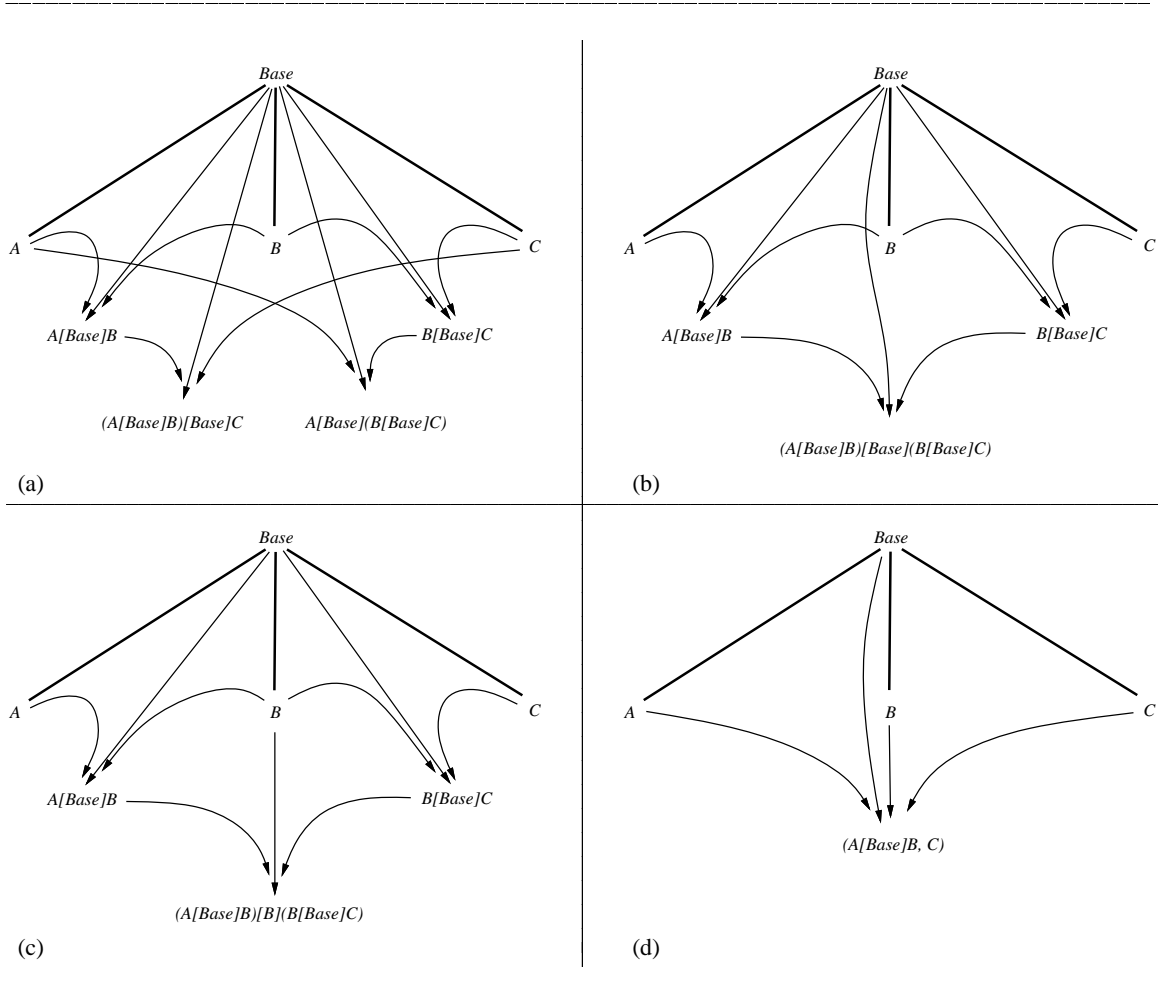 Base
A
B
C
A[Base]B
B[Base]C
(A[Base]B)[Base]C
A[Base](B[Base]C)
(a)
Base
A
B
C
A[Base]B
B[Base]C
(A[Base]B)[Base](B[Base]C)
(b)
Base
A
B
C
A[Base]B
B[Base]C
(A[Base]B)[B](B[Base]C)
(c)
Base
A
B
C
(A[Base]B, C)
(d)